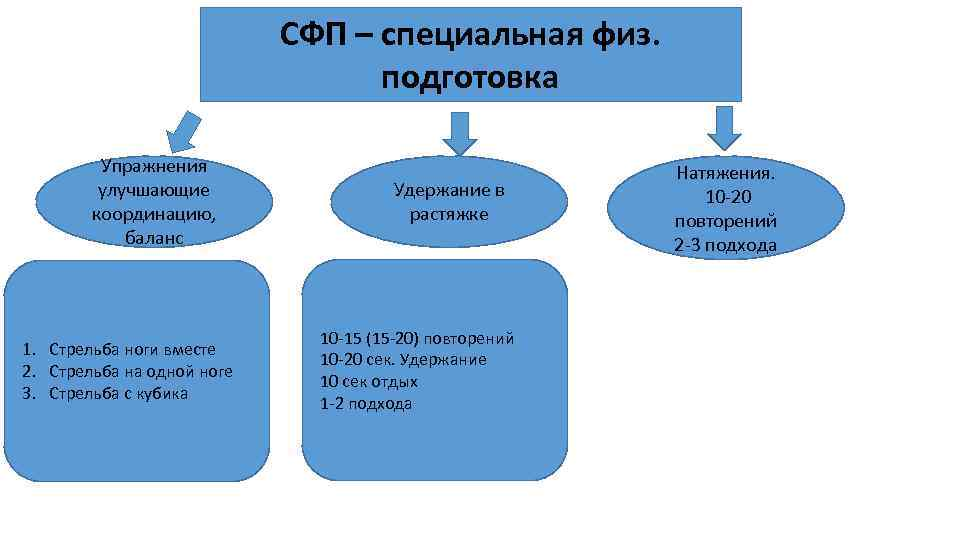 СФП – специальная физ.
подготовка
Упражнения
улучшающие
координацию,
баланс
Удержание в
растяжке
Натяжения.
10-20
повторений
2-3 подхода
1. Стрельба ноги вместе
2. Стрельба на одной ноге
3. Стрельба с кубика
10-15 (15-20) повторений
10-20 сек. Удержание
10 сек отдых
1-2 подхода